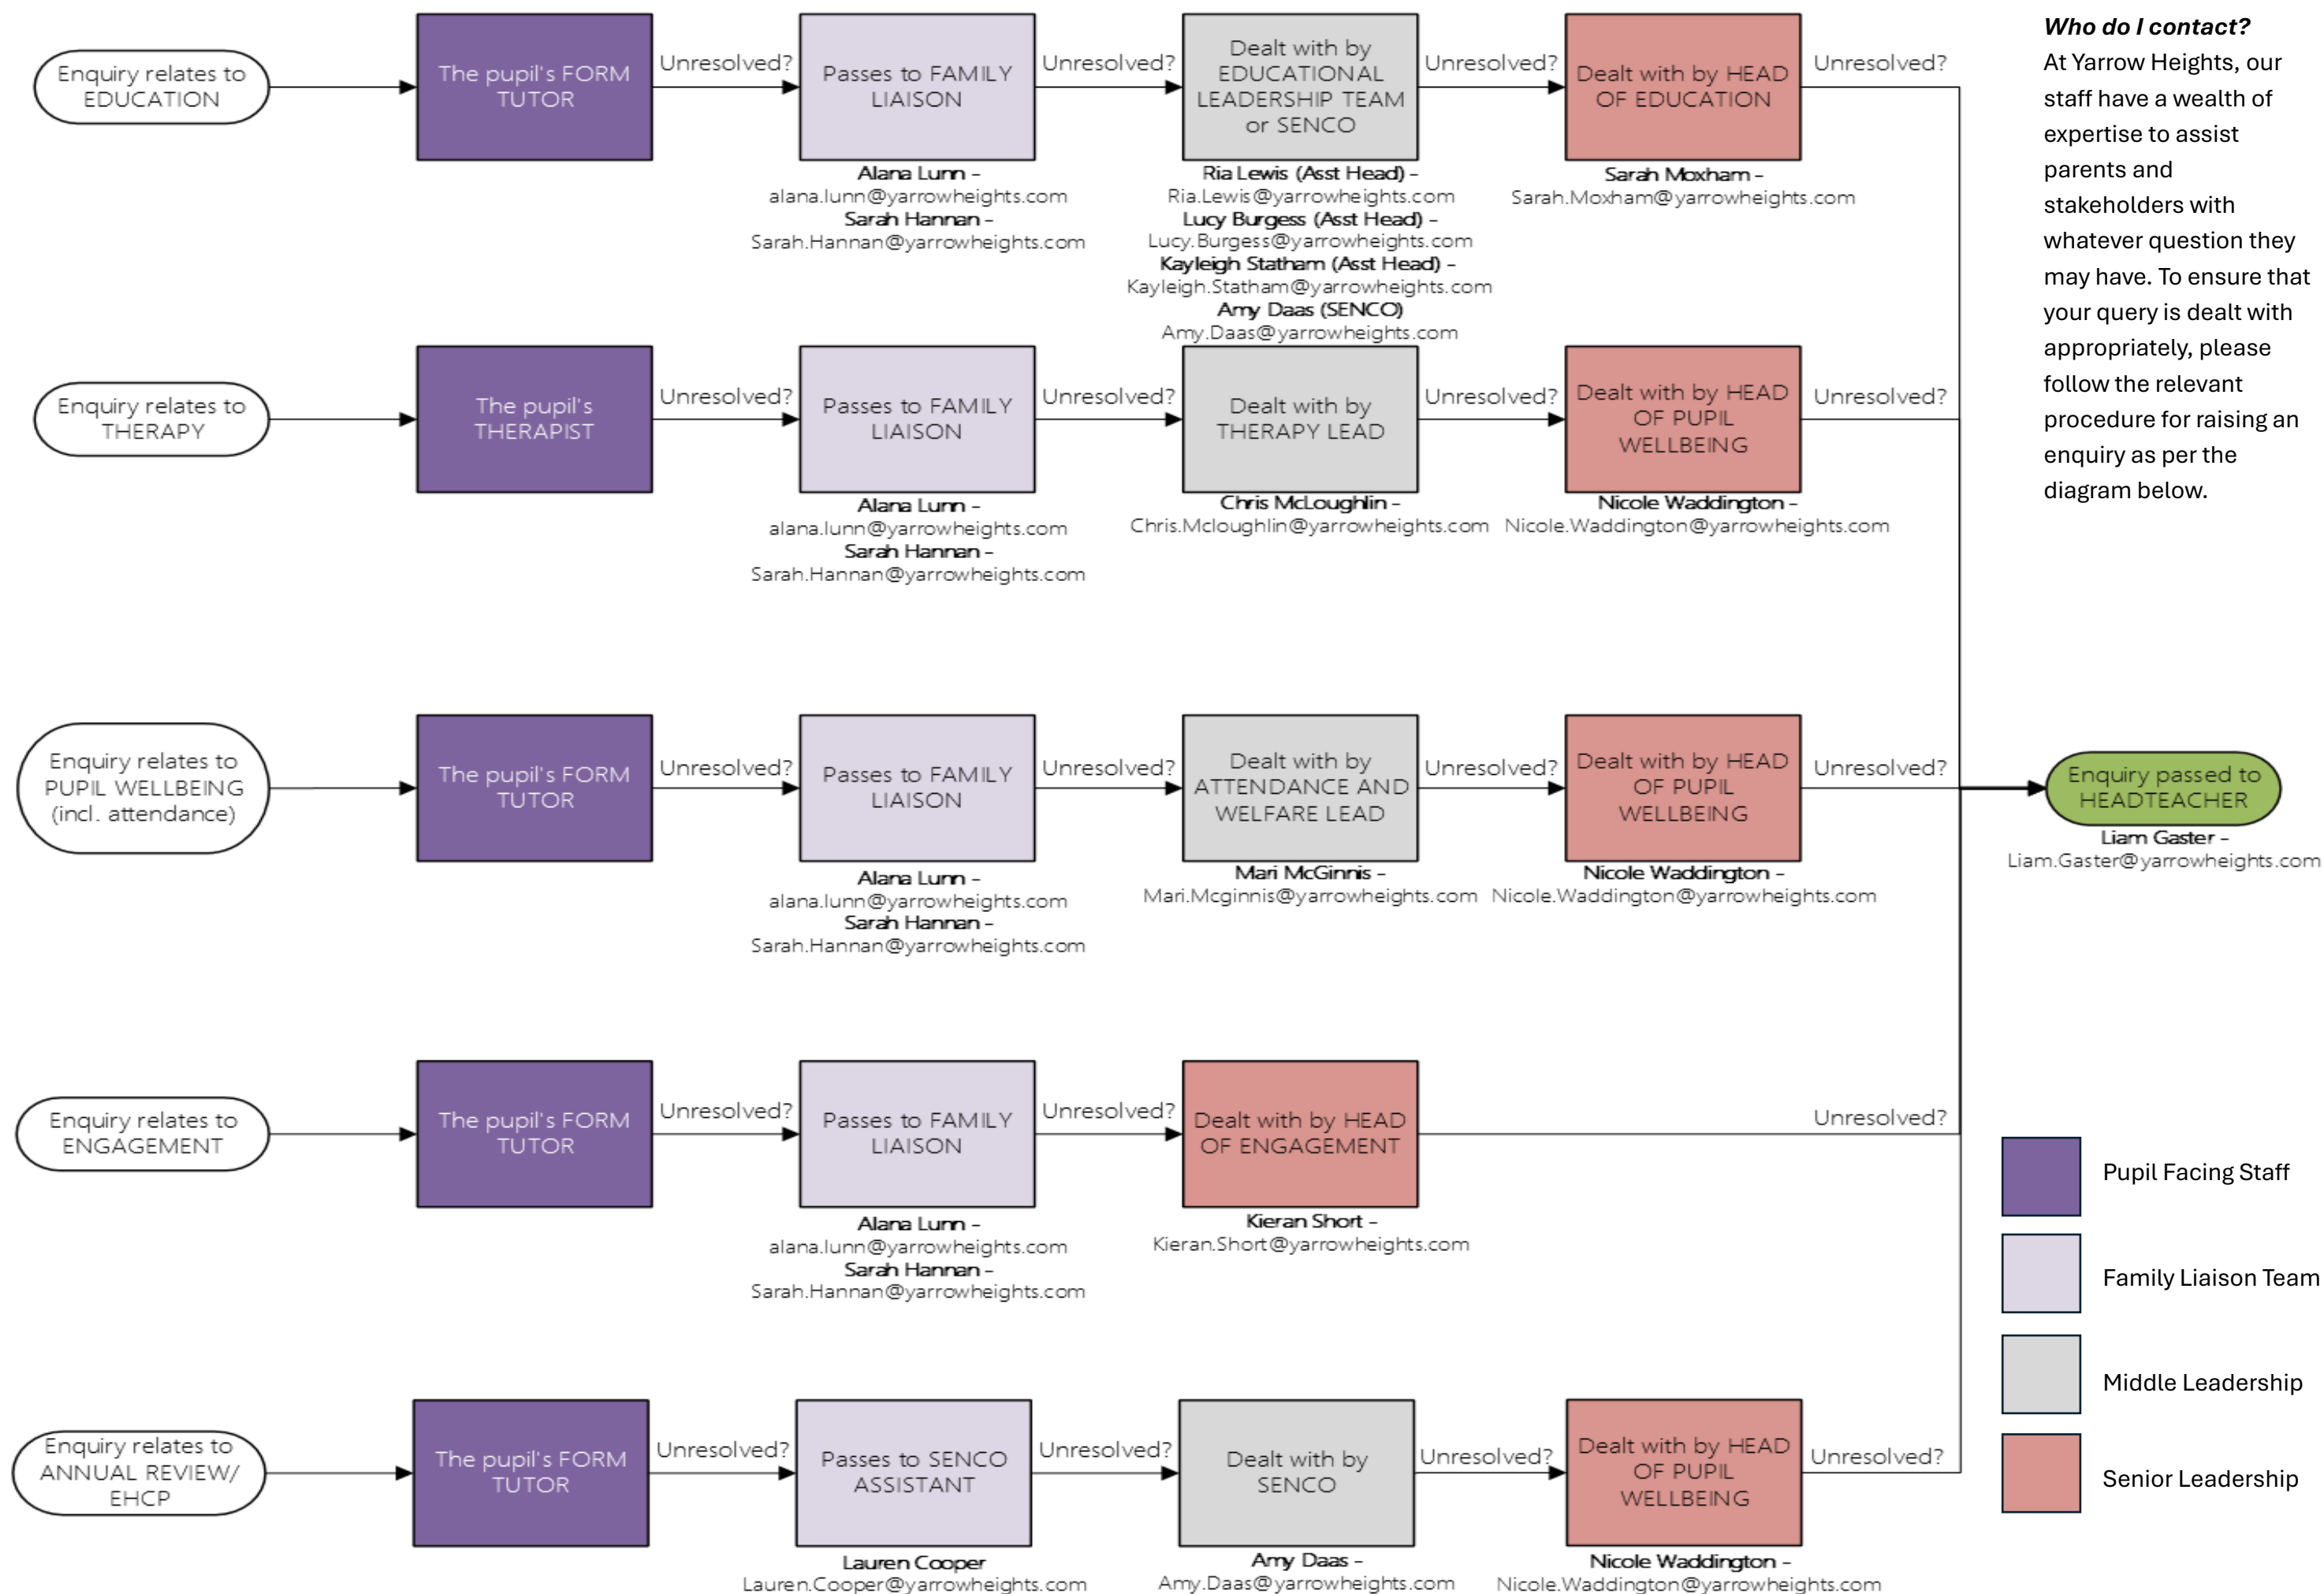 Who do I contact?
At Yarrow Heights, our
staff have a wealth of
expertise to assist
parents and
stakeholders with
whatever question they
may have. To ensure that
your query is dealt with
appropriately, please
follow the relevant
procedure for raising an
enquiry as per the
diagram below.
Enquiry relates to
EDUCATION
The pupil's FORM
TUTOR
Unresolved?
Passes to FAMILY
LIAISON
Alana Lunn –
alana.lunn@yarrowheights.com
Sarah Hannan –
Sarah.Hannan@yarrowheights.com
Unresolved?
Dealt with by
EDUCATIONAL
LEADERSHIP TEAM
or SENCO
Ria Lewis (Asst Head) –
Ria.Lewis@yarrowheights.com
Lucy Burgess (Asst Head) –
Lucy.Burgess@yarrowheights.com
Kayleigh Statham (Asst Head) –
Kayleigh.Statham@yarrowheights.com
Amy Daas (SENCO)
Amy.Daas@yarrowheights.com
Unresolved?
Dealt with by HEAD
OF EDUCATION
Sarah Moxham –
Sarah.Moxham@yarrowheights.com
Unresolved?
Enquiry relates to
THERAPY
The pupil's
THERAPIST
Unresolved?
Passes to FAMILY
LIAISON
Alana Lunn –
alana.lunn@yarrowheights.com
Sarah Hannan –
Sarah.Hannan@yarrowheights.com
Unresolved?
Dealt with by
THERAPY LEAD
Chris McLoughlin –
Chris.Mcloughlin@yarrowheights.com
Unresolved?
Dealt with by HEAD
OF PUPIL
WELLBEING
Nicole Waddington –
Nicole.Waddington@yarrowheights.com
Unresolved?
Enquiry relates to
PUPIL WELLBEING
(incl. attendance)
The pupil's FORM
TUTOR
Unresolved?
Passes to FAMILY
LIAISON
Alana Lunn –
alana.lunn@yarrowheights.com
Sarah Hannan –
Sarah.Hannan@yarrowheights.com
Unresolved?
Dealt with by
ATTENDANCE AND
WELFARE LEAD
Mari McGinnis –
Mari.Mcginnis@yarrowheights.com
Unresolved?
Dealt with by HEAD
OF PUPIL
WELLBEING
Nicole Waddington –
Nicole.Waddington@yarrowheights.com
Unresolved?
Enquiry passed to
HEADTEACHER
Liam Gaster –
Liam.Gaster@yarrowheights.com
Enquiry relates to
ENGAGEMENT
The pupil's FORM
TUTOR
Unresolved?
Passes to FAMILY
LIAISON
Alana Lunn –
alana.lunn@yarrowheights.com
Sarah Hannan –
Sarah.Hannan@yarrowheights.com
Unresolved?
Dealt with by HEAD
OF ENGAGEMENT
Kieran Short –
Kieran.Short@yarrowheights.com
Unresolved?
Enquiry relates to
ANNUAL REVIEW/
EHCP
The pupil's FORM
TUTOR
Unresolved?
Passes to SENCO
ASSISTANT
Lauren Cooper
Lauren.Cooper@yarrowheights.com
Unresolved?
Dealt with by
SENCO
Amy Daas –
Amy.Daas@yarrowheights.com
Unresolved?
Dealt with by HEAD
OF PUPIL
WELLBEING
Nicole Waddington –
Nicole.Waddington@yarrowheights.com
Unresolved?
Pupil Facing Staff
Family Liaison Team
Middle Leadership
Senior Leadership